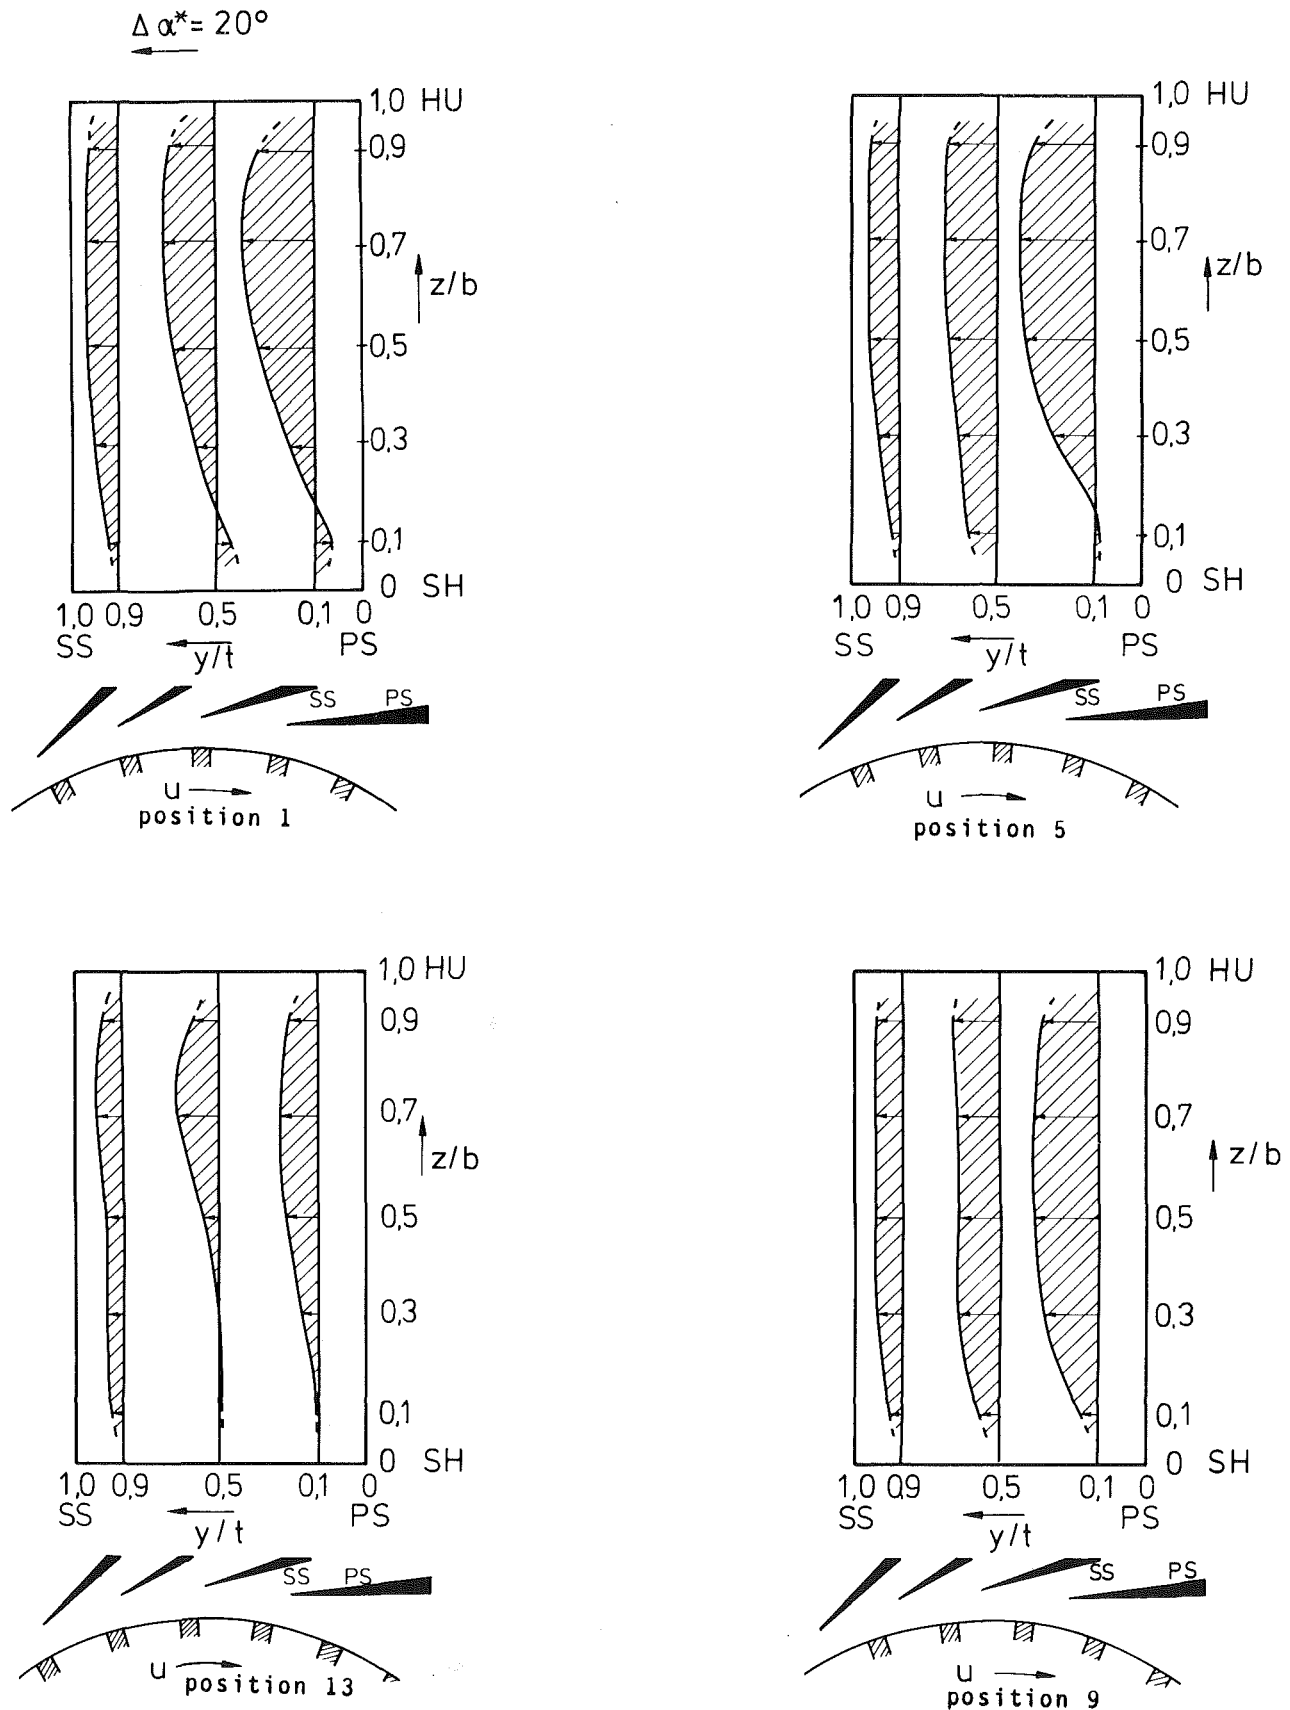 Δ α* = 20°
1,0 HU
0,9
0,7
z/b
0,5
0,3
0,1
0 SH
1,0 0,9 0,5 0,1 0
SS y/t PS
SS PS
u
position 1
1,0 HU
0,9
0,7
z/b
0,5
0,3
0,1
0 SH
1,0 0,9 0,5 0,1 0
SS y/t PS
SS PS
u
position 5
1,0 HU
0,9
0,7
z/b
0,5
0,3
0,1
0 SH
1,0 0,9 0,5 0,1 0
SS y/t PS
SS PS
u
position 13
1,0 HU
0,9
0,7
z/b
0,5
0,3
0,1
0 SH
1,0 0,9 0,5 0,1 0
SS y/t PS
SS PS
u
position 9